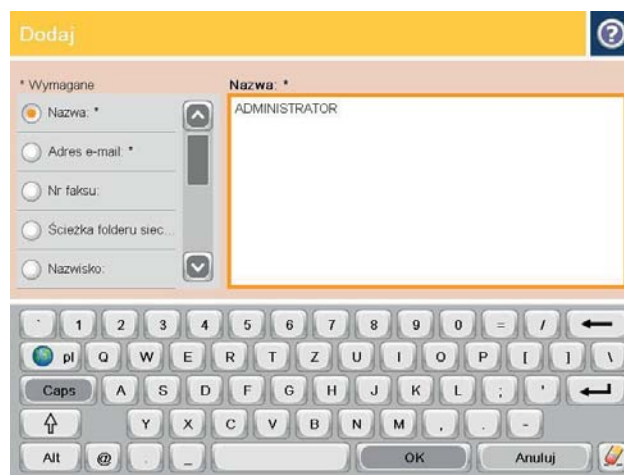 Dodaj
?
* Wymagane
Nazwa: *
Nazwa: *
ADMINISTRATOR
Adres e-mail: *
Nr faksu:
Ścieżka folderu siec...
Nazwisko:
` 1 2 3 4 5 6 7 8 9 0 = /
pl Q W E R T Z U I O P [ ] \
Caps A S D F G H J K L ; '
Y X C V B N M , . -
Alt @ . _ OK Anuluj